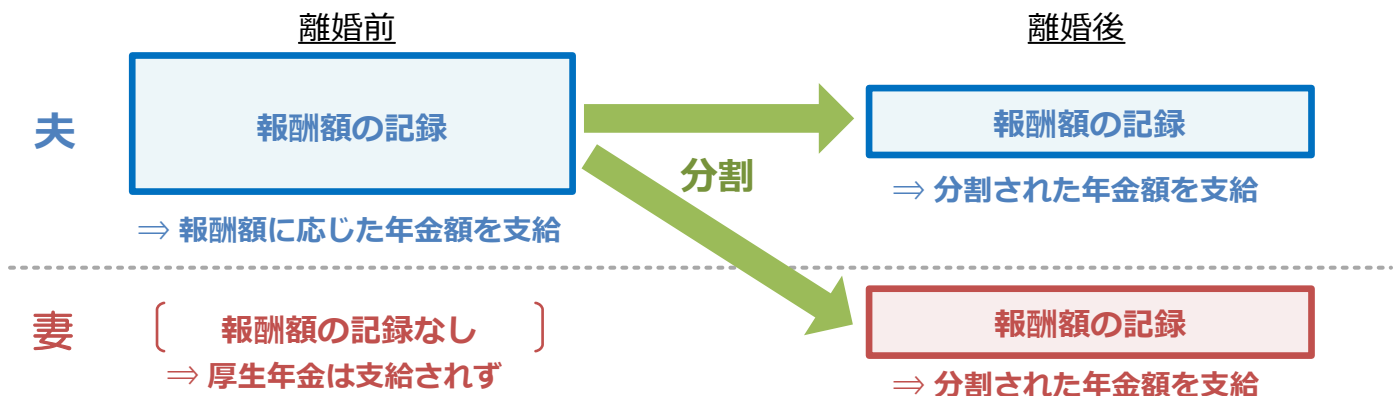 離婚前
離婚後
夫
報酬額の記録
⇒ 報酬額に応じた年金額を支給
分割
報酬額の記録
⇒ 分割された年金額を支給
妻
報酬額の記録なし
⇒ 厚生年金は支給されず
報酬額の記録
⇒ 分割された年金額を支給